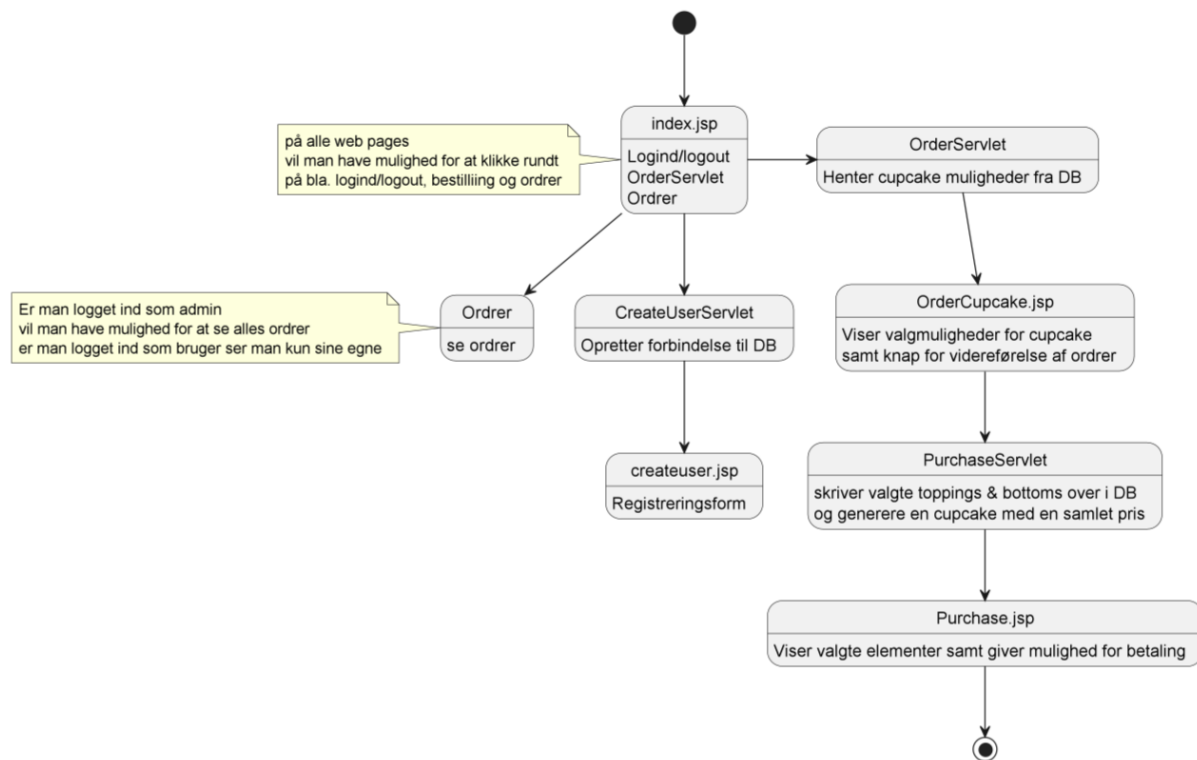 index.jsp
Logind/logout
OrderServlet
Ordrer
på alle web pages
vil man have mulighed for at klikke rundt
på bla. logind/logout, bestilliing og ordrer
OrderServlet
Henter cupcake muligheder fra DB
Er man logget ind som admin
vil man have mulighed for at se alles ordrer
er man logget ind som bruger ser man kun sine egne
Ordrer
se ordrer
CreateUserServlet
Opretter forbindelse til DB
OrderCupcake.jsp
Viser valgmuligheder for cupcake
samt knap for videreførelse af ordrer
createuser.jsp
Registreringsform
PurchaseServlet
skriver valgte toppings & bottoms over i DB
og generere en cupcake med en samlet pris
Purchase.jsp
Viser valgte elementer samt giver mulighed for betaling